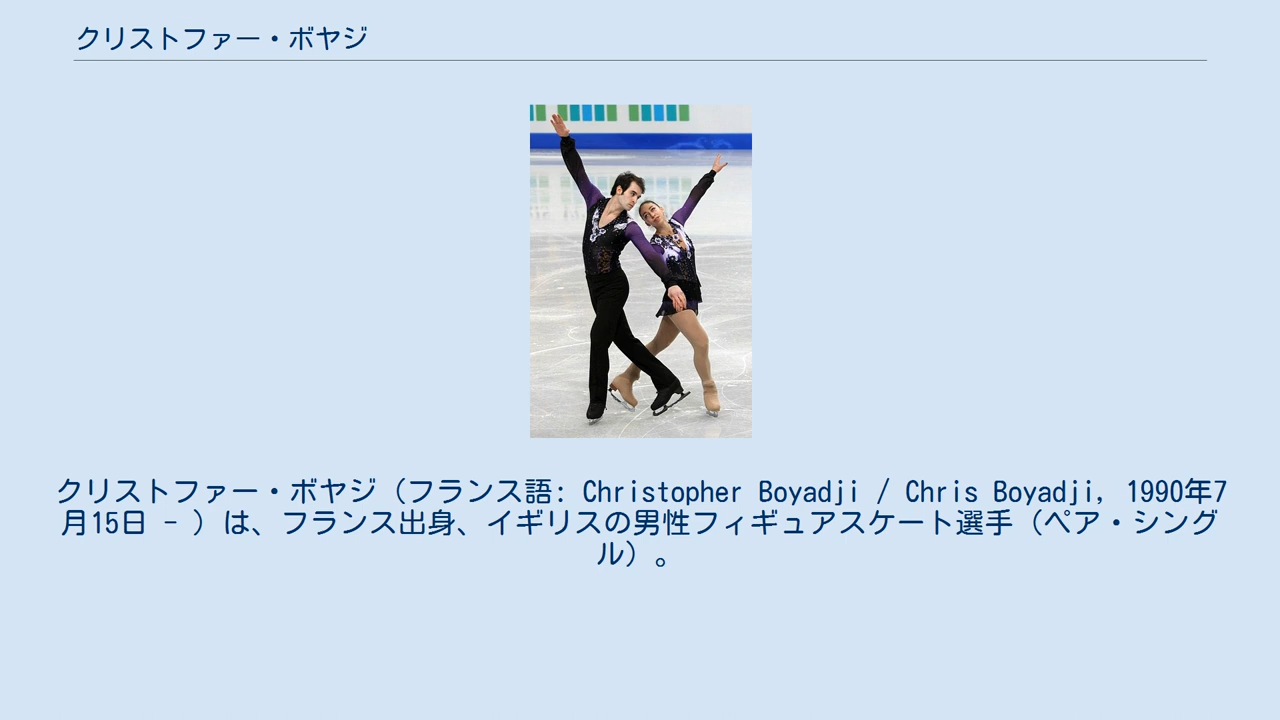 クリストファー・ボヤジ
クリストファー・ボヤジ（フランス語: Christopher Boyadji / Chris Boyadji, 1990年7
月15日 - ）は、フランス出身、イギリスの男性フィギュアスケート選手（ペア・シング
ル）。